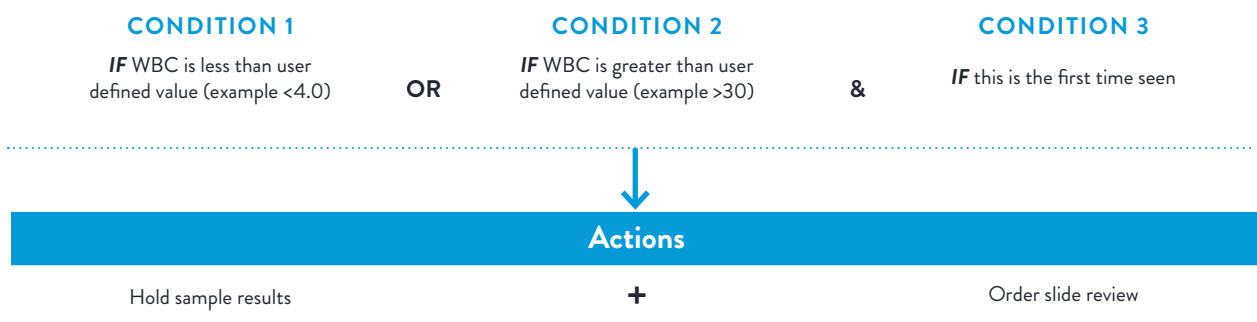 CONDITION 1
IF WBC is less than user
defined value (example <4.0)
OR
CONDITION 2
IF WBC is greater than user
defined value (example >30)
&
CONDITION 3
IF this is the first time seen
Actions
Hold sample results
+
Order slide review